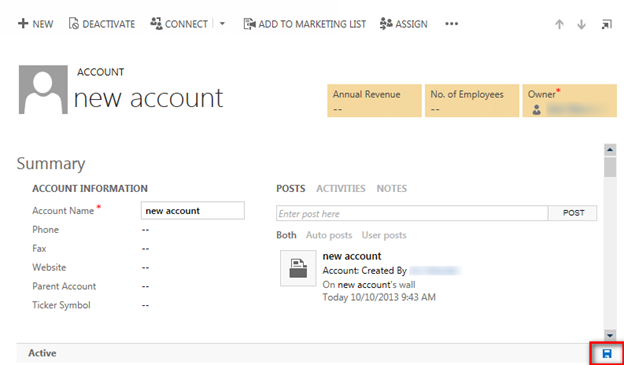 NEW DEACTIVATE CONNECT ADD TO MARKETING LIST ASSIGN •••
ACCOUNT
new account
Annual Revenue
--
No. of Employees
--
Owner*
Summary
ACCOUNT INFORMATION
Account Name* new account
Phone --
Fax --
Website --
Parent Account --
Ticker Symbol --
POSTS ACTIVITIES NOTES
Enter post here POST
Both Auto posts User posts
new account
Account: Created By
On new account's wall
Today 10/10/2013 9:43 AM
Active